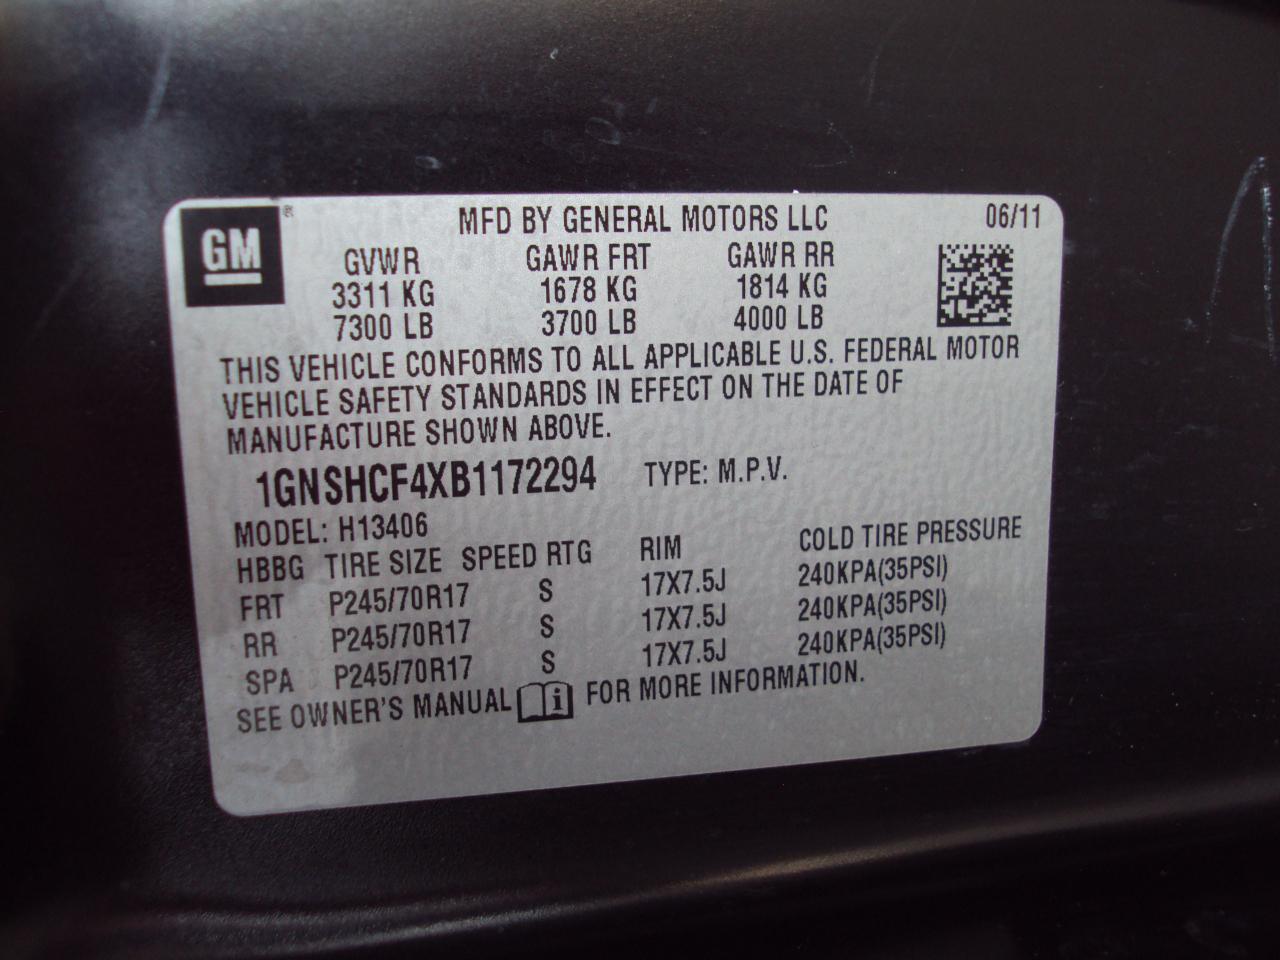 GM ®
MFD BY GENERAL MOTORS LLC 06/11
GVWR GAWR FRT GAWR RR
3311 KG 1678 KG 1814 KG
7300 LB 3700 LB 4000 LB
THIS VEHICLE CONFORMS TO ALL APPLICABLE U.S. FEDERAL MOTOR
VEHICLE SAFETY STANDARDS IN EFFECT ON THE DATE OF
MANUFACTURE SHOWN ABOVE.
1GNSHCF4XB1172294 TYPE: M.P.V.
MODEL: H13406
HBBG TIRE SIZE SPEED RTG RIM COLD TIRE PRESSURE
FRT P245/70R17 S 17X7.5J 240KPA(35PSI)
RR P245/70R17 S 17X7.5J 240KPA(35PSI)
SPA P245/70R17 S 17X7.5J 240KPA(35PSI)
SEE OWNER'S MANUAL i FOR MORE INFORMATION.